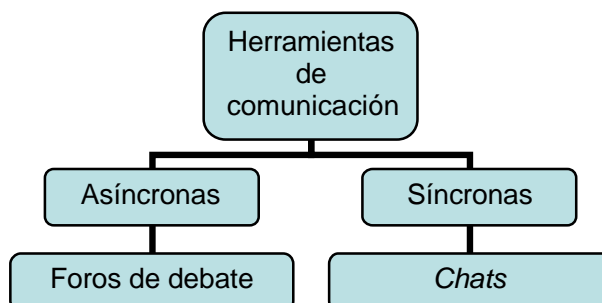 Herramientas
de
comunicación
Asíncronas
Síncronas
Foros de debate
Chats